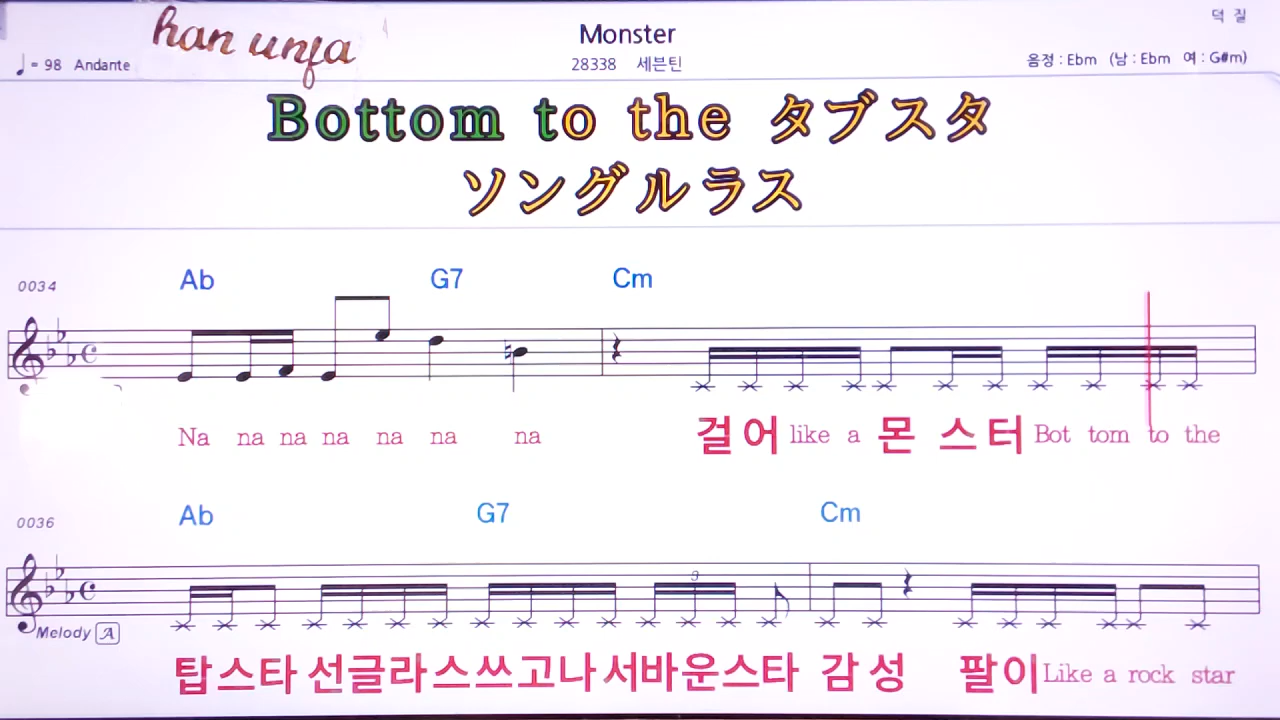 han unfa
Monster
덕 질
♩= 98 Andante
28338 세븐틴
음정 : Ebm (남 : Ebm 여 : G#m)
Bottom to the タブスタ
ソングルラス
0034
Ab G7 Cm
Na na na na na na na 걸 어 like a 몬 스 터 Bot tom to the
0036
Ab G7 Cm
3
Melody A
탑스타 선글라스쓰고나서바운스타 감 성 팔 이 Like a rock star